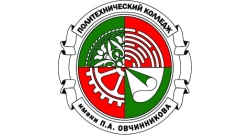 ПОЛИТЕХНИЧЕСКИЙ КОЛЛЕДЖ
имени П.А. ОВЧИННИКОВА